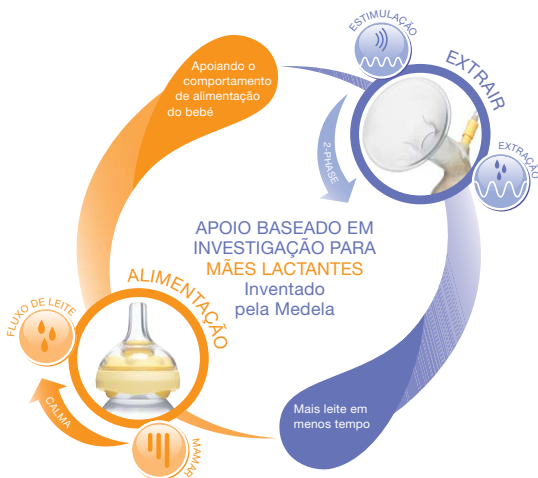 ESTIMULAÇÃO
EXTRAIR
EXTRAÇÃO
2-PHASE
Apoiando o
comportamento
de alimentação
do bebé
APOIO BASEADO EM
INVESTIGAÇÃO PARA
MÃES LACTANTES
Inventado
pela Medela
ALIMENTAÇÃO
FLUXO DE LEITE
CALMA
MAMAR
Mais leite em
menos tempo